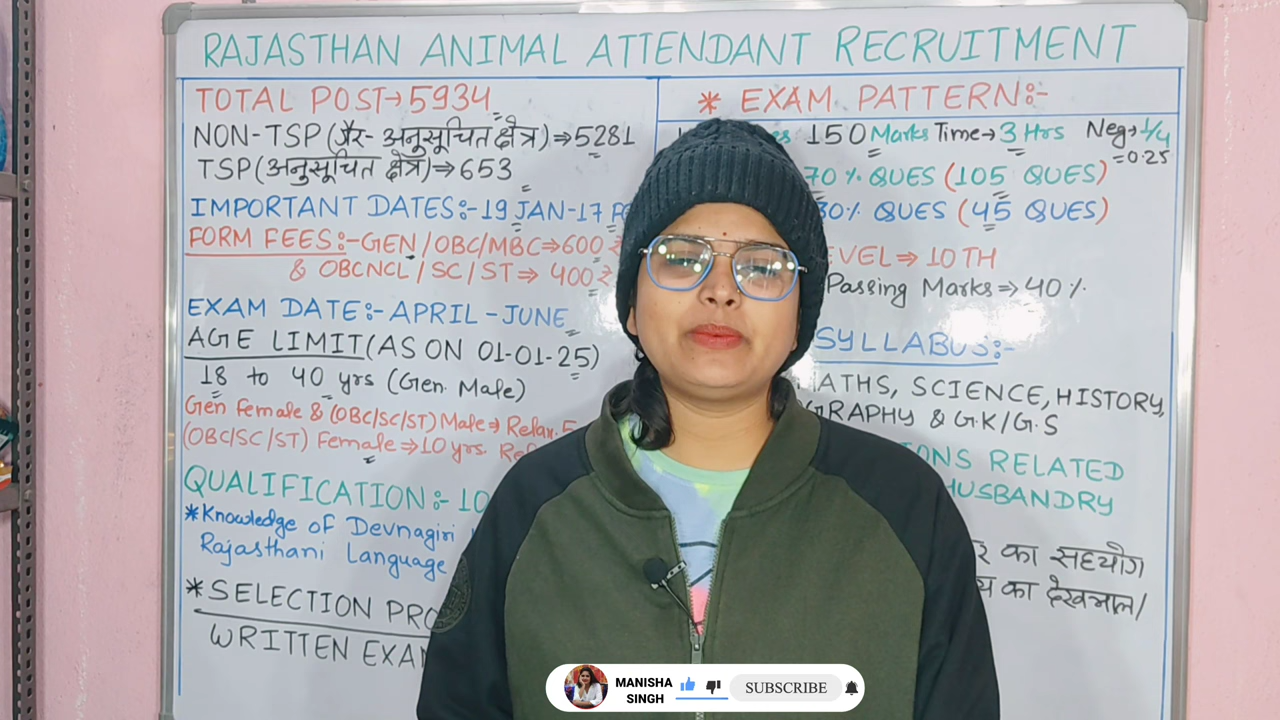 RAJASTHAN ANIMAL ATTENDANT RECRUITMENT
TOTAL POST→5934
NON-TSP(गैर-अनुसूचित क्षेत्र)⇒5281
TSP(अनुसूचित क्षेत्र)⇒653
IMPORTANT DATES:-19 JAN-17
FORM FEES:-GEN/OBC/MBC⇒600₹
& OBCNCL/SC/ST⇒400₹
EXAM DATE:-APRIL-JUNE
AGE LIMIT(AS ON 01-01-25)
18 to 40 yrs (Gen. Male)
Gen female & (OBC/SC/ST) Male⇒Relax. 5
(OBC/SC/ST) Female⇒10 yrs.
QUALIFICATION:-10
*Knowledge of Devnagiri
Rajasthani Language
*SELECTION
WRITTEN
* EXAM PATTERN:-
150 Marks Time→3 Hrs Neg→1/4
=0.25
70% QUES (105 QUES)
30% QUES (45 QUES)
⇒10TH
Passing Marks⇒40%.
SYLLABUS:-
MATHS, SCIENCE, HISTORY,
& G.K/G.S
RELATED
HUSBANDRY
का सहयोग
का देखभाल/
MANISHA
SINGH
SUBSCRIBE